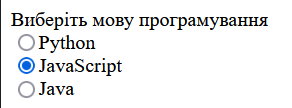 Виберіть мову програмування
Python
JavaScript
Java